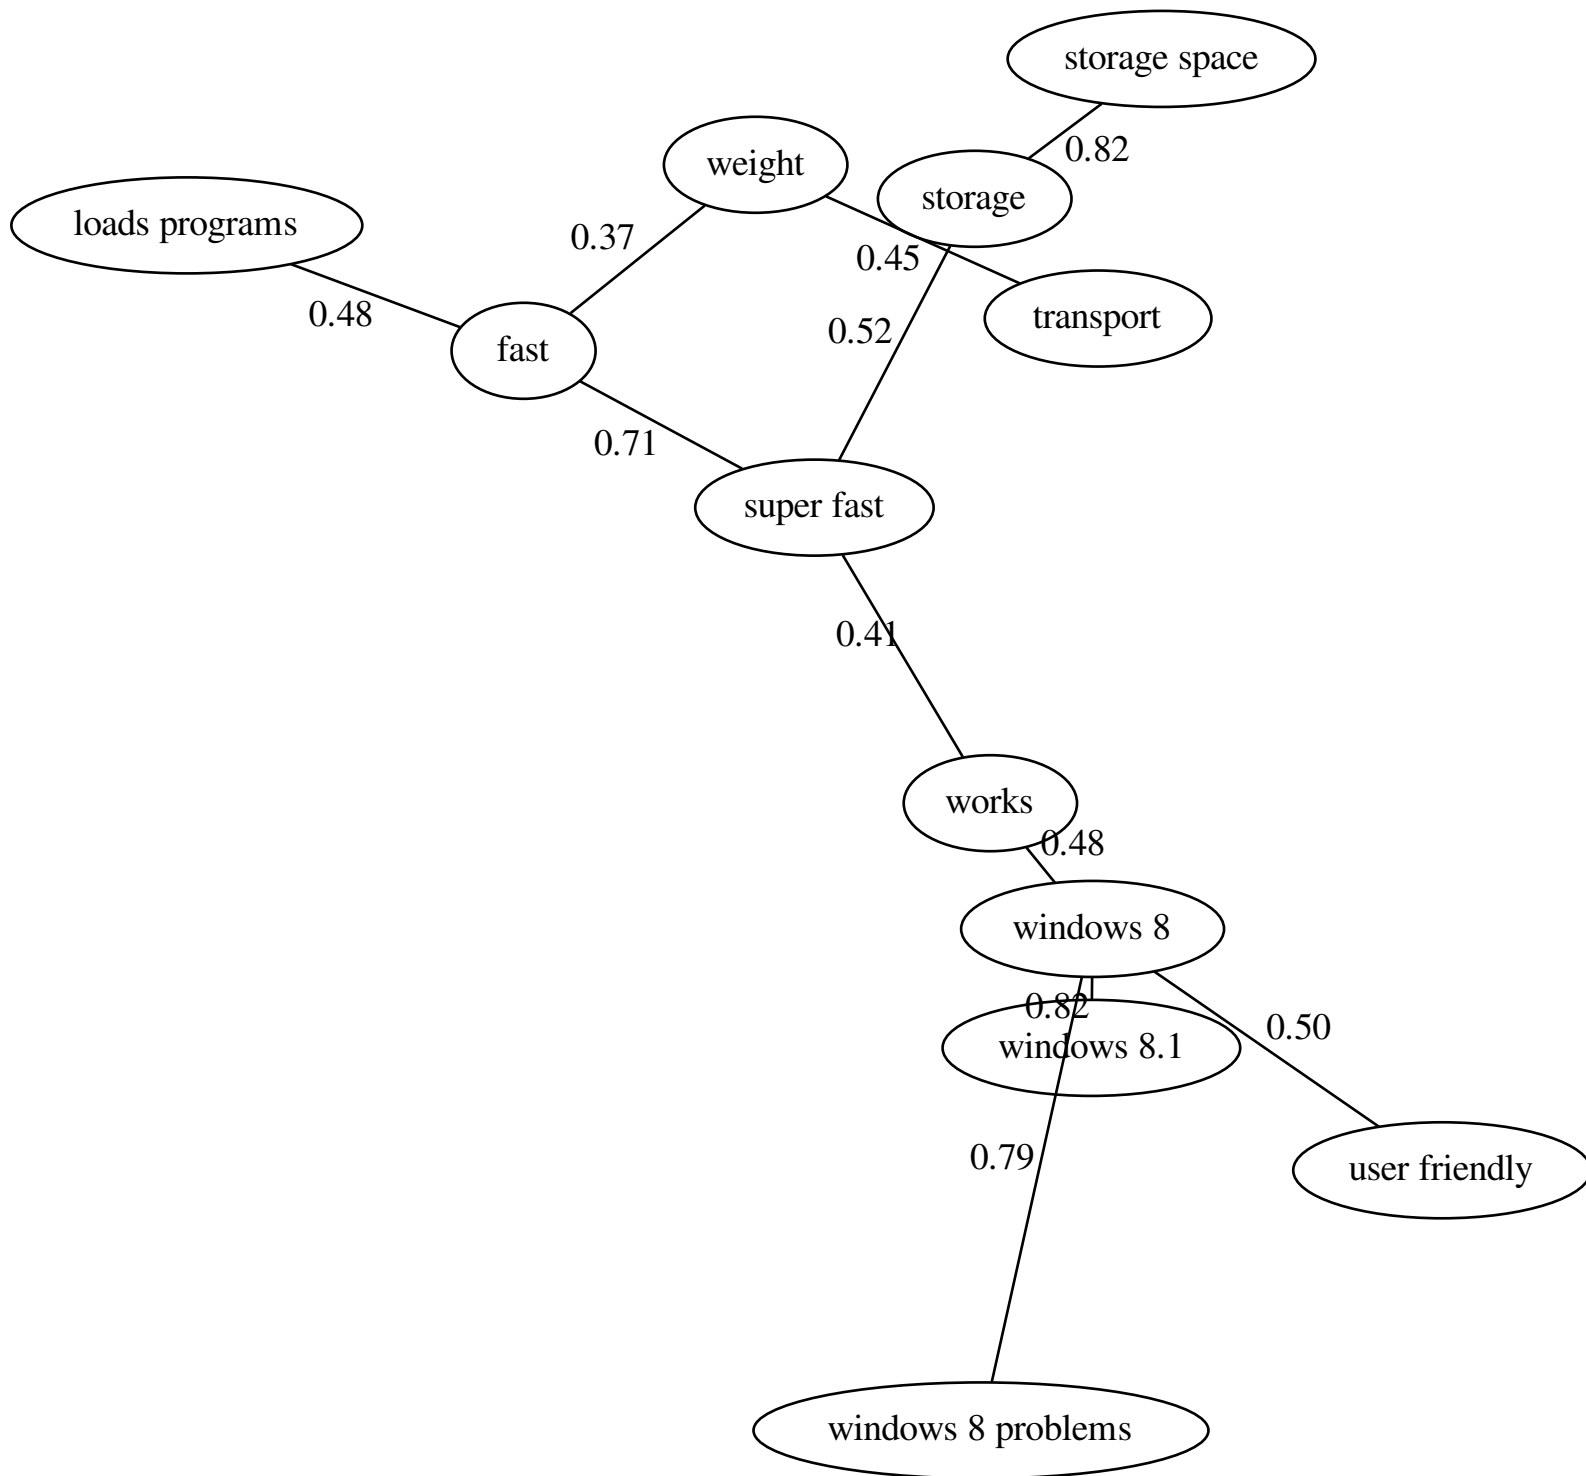 storage space
0.82
weight
storage
loads programs
0.37
0.45
0.48
transport
0.52
fast
0.71
super fast
0.41
works
0.48
windows 8
0.82
0.50
windows 8.1
0.79
user friendly
windows 8 problems